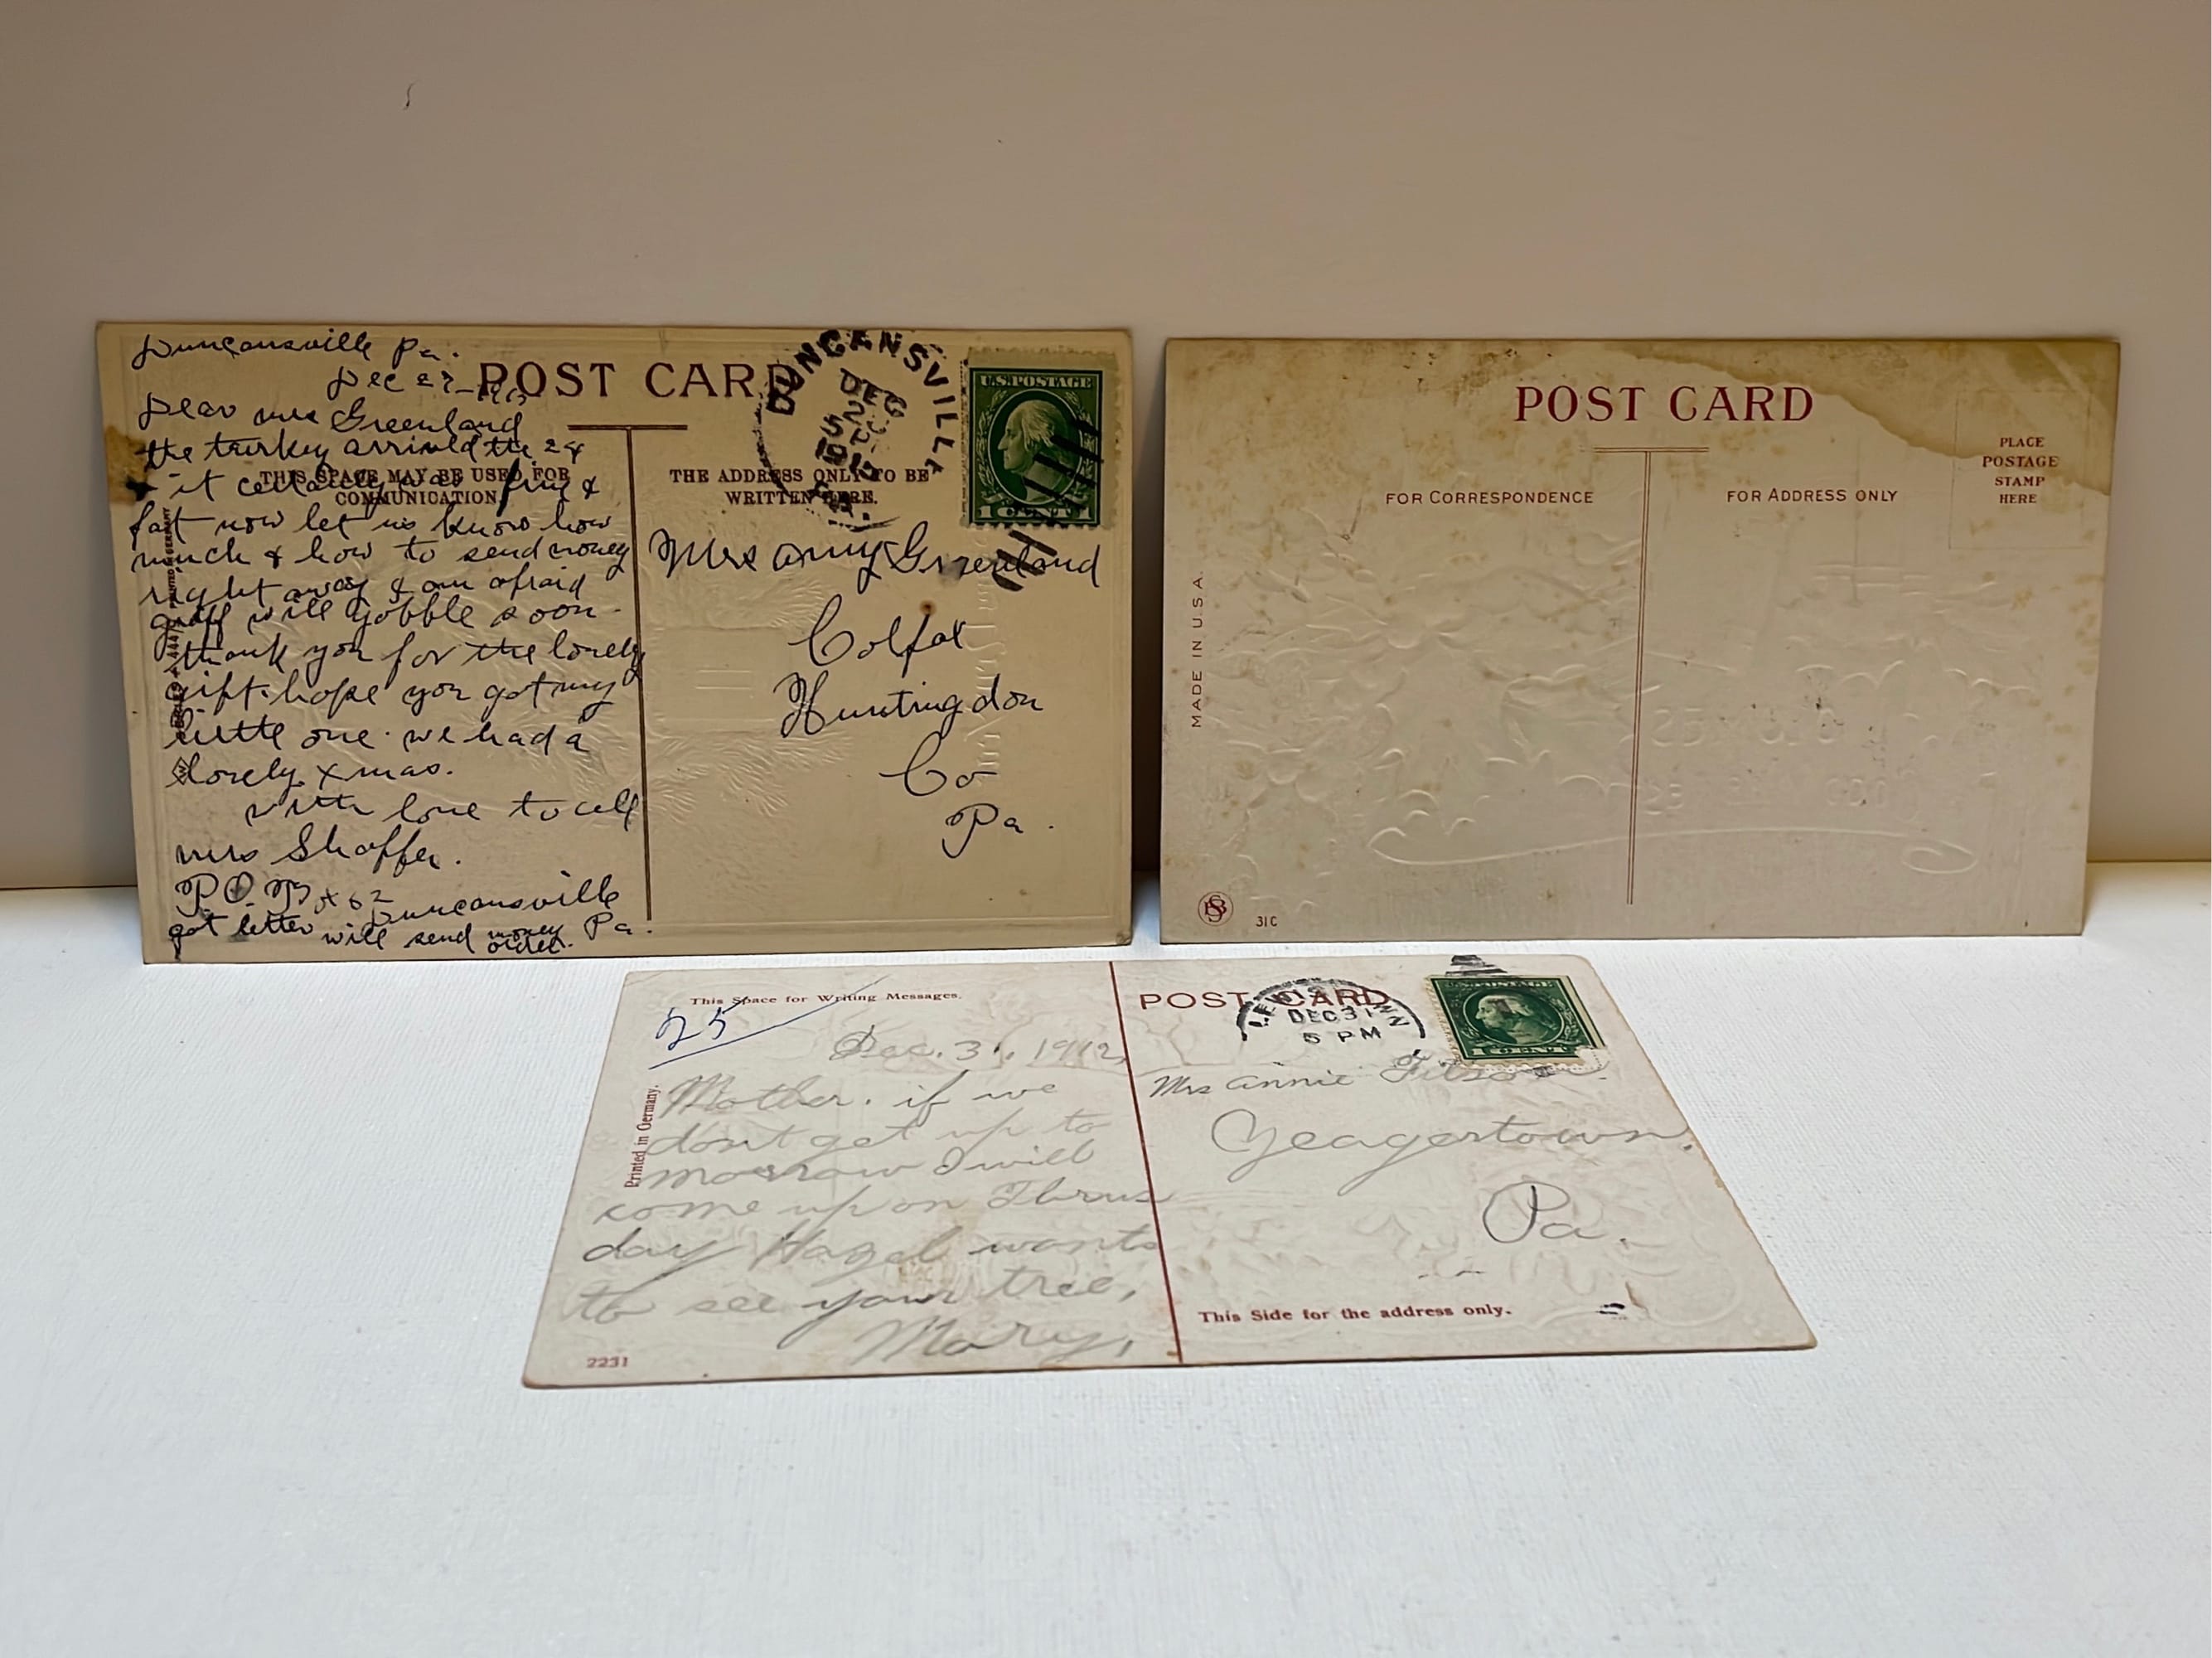 Duncansville Pa.
Dec 27
Dear Mrs Greenland
the turkey arrived the 24
it certainly was fine &
fat now let us know how
much & how to send money
right away I am afraid
will gobble soon.
thank you for the lovely
gift. hope you got my
little one. we had a
lovely xmas.
with love to all
Mrs Shaffer.
P.O. Box 62
Duncansville
Pa.
got letter will send money
order.
POST CARD
THIS SPACE MAY BE USED FOR
COMMUNICATION.
THE ADDRESS ONLY TO BE
WRITTEN HERE.
DUNCANSVILLE
DEC
5 P
PA.
U.S. POSTAGE
1 CENT 1
Mrs Amy Greenland
Colfax
Huntingdon
Co
Pa.
POST CARD
FOR CORRESPONDENCE
FOR ADDRESS ONLY
PLACE
POSTAGE
STAMP
HERE
MADE IN U.S.A.
31C
This Space for Writing Messages.
25
Dec. 31, 1912,
Mother. if we
dont get up to
morrow I will
come up on Thurs
day Hazel wants
to see your tree,
Mary,
Printed in Germany.
2231
POST CARD
LEWISTOWN
DEC 31
5 PM
U.S. POSTAGE
1 CENT
Mrs Annie
Yeagertown,
Pa.
This Side for the address only.